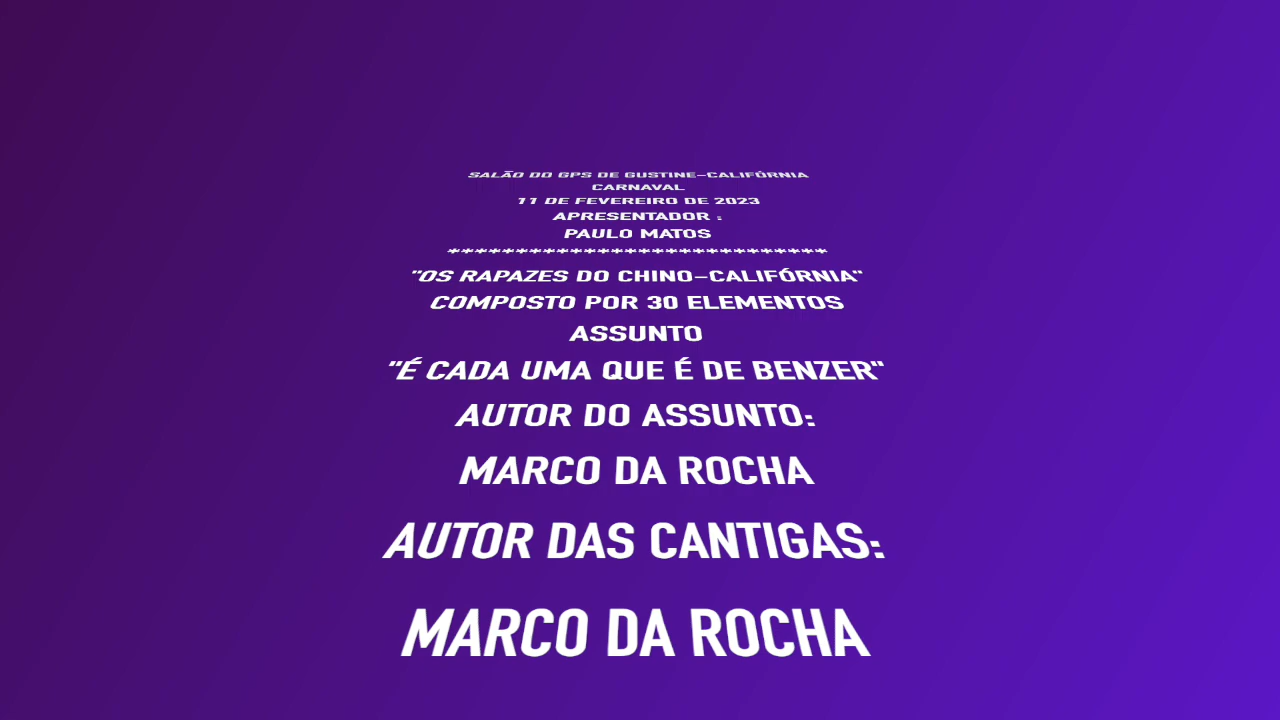 SALÃO DO GPS DE GUSTINE-CALIFÓRNIA
CARNAVAL
11 DE FEVEREIRO DE 2023
APRESENTADOR :
PAULO MATOS
****************************
"OS RAPAZES DO CHINO-CALIFÓRNIA"
COMPOSTO POR 30 ELEMENTOS
ASSUNTO
"É CADA UMA QUE É DE BENZER"
AUTOR DO ASSUNTO:
MARCO DA ROCHA
AUTOR DAS CANTIGAS:
MARCO DA ROCHA